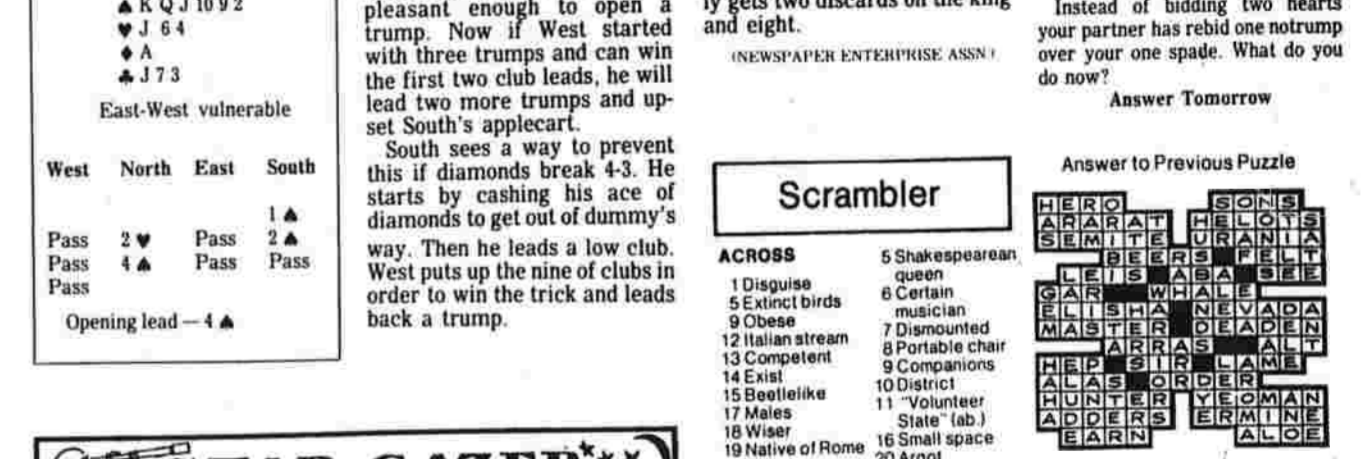 ♠ K Q J 10 9 2
♥ J 6 4
♦ A
♣ J 7 3
East-West vulnerable
West North East South
1 ♠
Pass 2 ♥ Pass 2 ♠
Pass 4 ♠ Pass Pass
Pass
Opening lead — 4 ♠
pleasant enough to open a
trump. Now if West started
with three trumps and can win
the first two club leads, he will
lead two more trumps and up-
set South's applecart.
South sees a way to prevent
this if diamonds break 4-3. He
starts by cashing his ace of
diamonds to get out of dummy's
way. Then he leads a low club.
West puts up the nine of clubs in
order to win the trick and leads
back a trump.
ly gets two discards on the king
and eight.
(NEWSPAPER ENTERPRISE ASSN.)
Instead of bidding two hearts
your partner has rebid one notrump
over your one spade. What do you
do now?
Answer Tomorrow
Scrambler
ACROSS
1 Disguise
5 Extinct birds
9 Obese
12 Italian stream
13 Competent
14 Exist
15 Beetlelike
17 Males
18 Wiser
19 Native of Rome
5 Shakespearean
queen
6 Certain
musician
7 Dismounted
8 Portable chair
9 Companions
10 District
11 "Volunteer
State" (ab.)
16 Small space
20 Argot
Answer to Previous Puzzle
HERO SONS
ARARAT HELOTS
SEMITE URANIA
BEERS FELT
LEIS ABA SEE
GAR WHALE
ELISHA NEVADA
MASTER DEADEN
ARRAS ALT
HEP SIR LAME
ALAS ORDER
HUNTER YEOMAN
ADDERS ERMINE
EARN ALOE